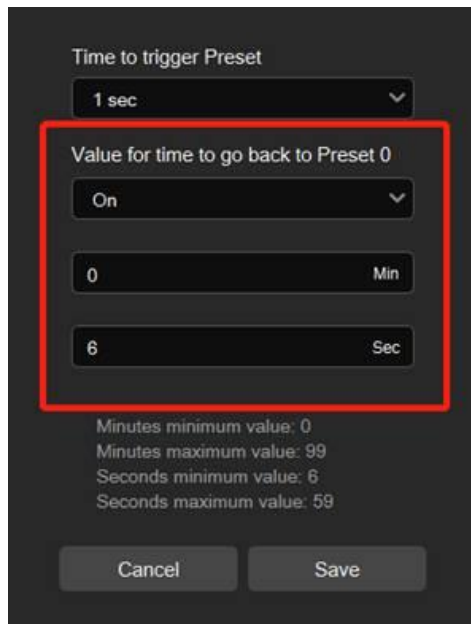 Time to trigger Preset
1 sec
Value for time to go back to Preset 0
On
0 Min
6 Sec
Minutes minimum value: 0
Minutes maximum value: 99
Seconds minimum value: 6
Seconds maximum value: 59
Cancel Save